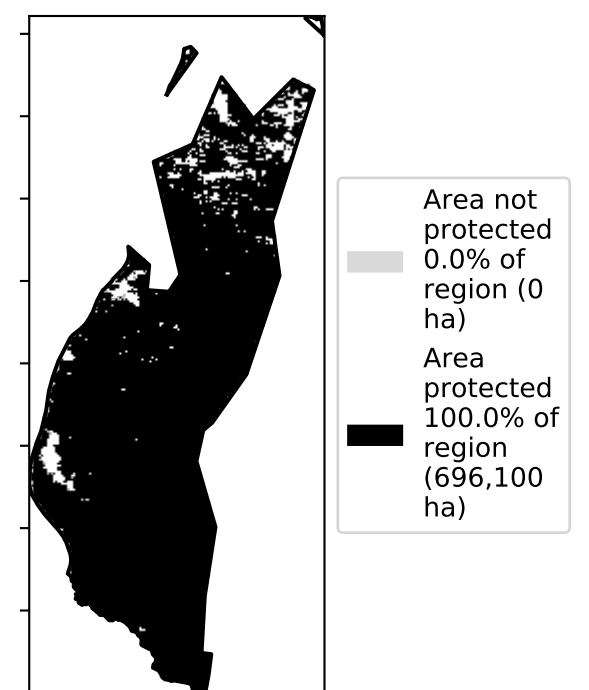 Area not
protected
0.0% of
region (0
ha)
Area
protected
100.0% of
region
(696,100
ha)